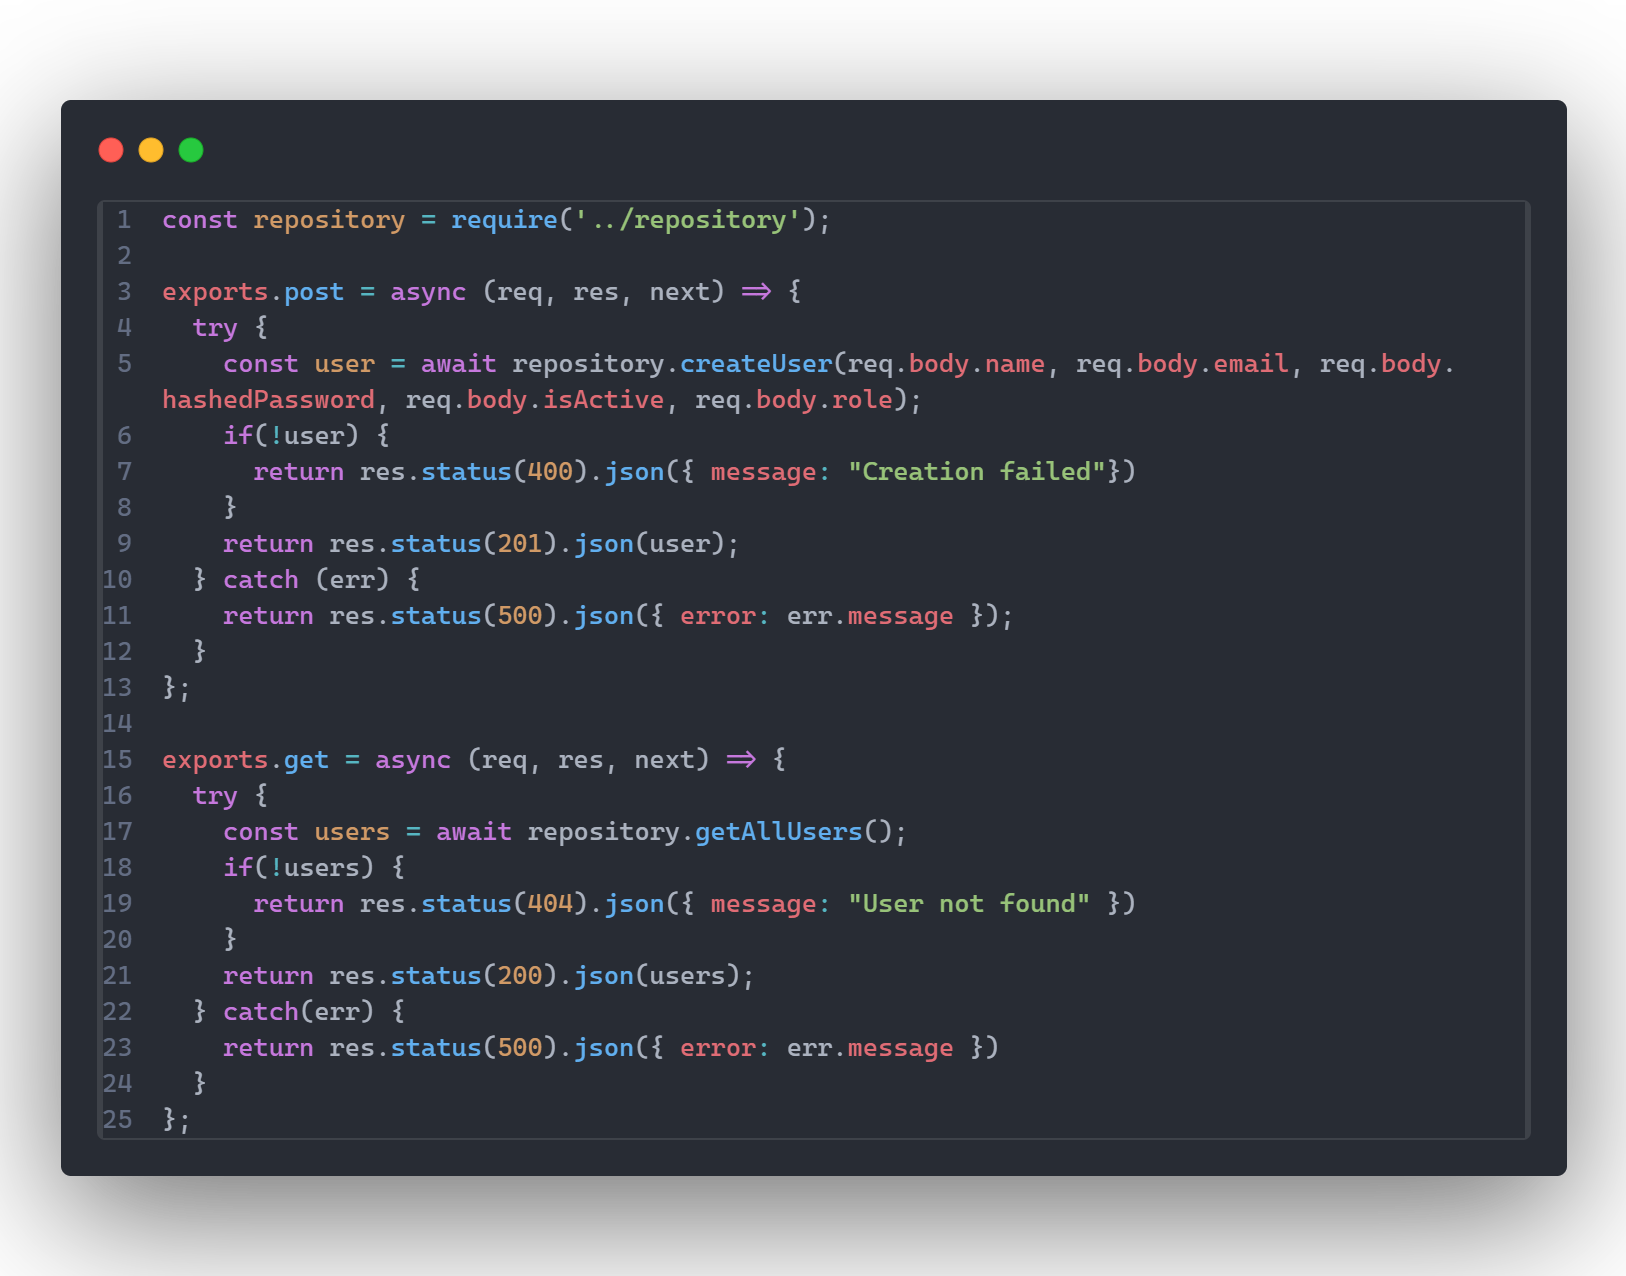 1 const repository = require('../repository');
2
3 exports.post = async (req, res, next) => {
4   try {
5     const user = await repository.createUser(req.body.name, req.body.email, req.body.
hashedPassword, req.body.isActive, req.body.role);
6     if(!user) {
7       return res.status(400).json({ message: "Creation failed"})
8     }
9     return res.status(201).json(user);
10   } catch (err) {
11     return res.status(500).json({ error: err.message });
12   }
13 };
14
15 exports.get = async (req, res, next) => {
16   try {
17     const users = await repository.getAllUsers();
18     if(!users) {
19       return res.status(404).json({ message: "User not found" })
20     }
21     return res.status(200).json(users);
22   } catch(err) {
23     return res.status(500).json({ error: err.message })
24   }
25 };